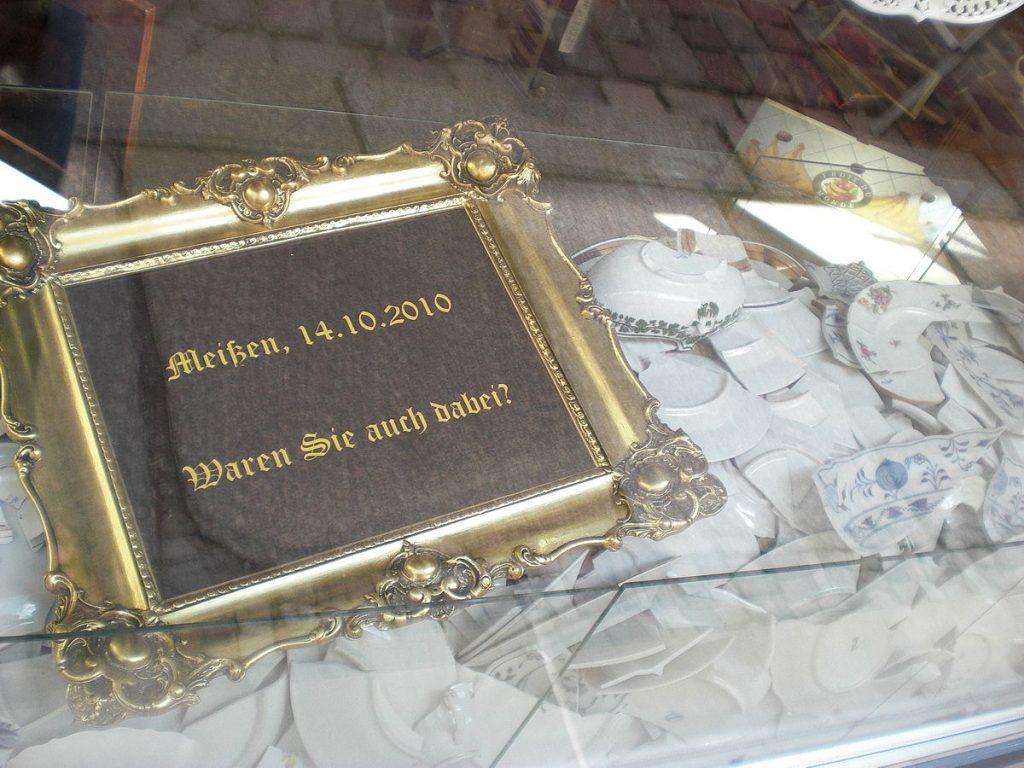 Meißen, 14.10.2010
Waren Sie auch dabei?